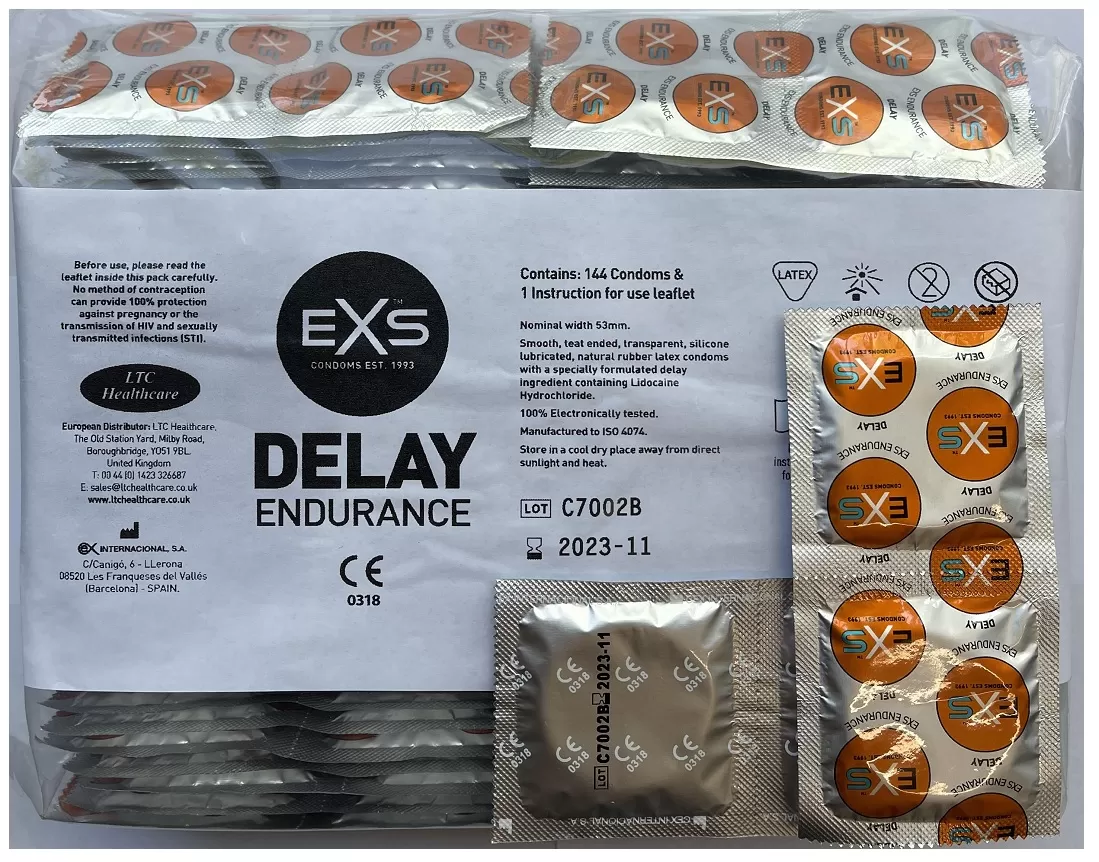 Before use, please read the
leaflet inside this pack carefully.
No method of contraception
can provide 100% protection
against pregnancy or the
transmission of HIV and sexually
transmitted infections (STI).
LTC
Healthcare
European Distributor: LTC Healthcare,
The Old Station Yard, Milby Road,
Boroughbridge, YO51 9BL.
United Kingdom
T: 00 44 (0) 1423 326687
E: sales@ltchealthcare.co.uk
www.ltchealthcare.co.uk
INTERNACIONAL, S.A.
C/Canigó, 6 - LLerona
08520 Les Franqueses del Vallés
(Barcelona) - SPAIN.
EXS™
CONDOMS EST. 1993
DELAY
ENDURANCE
CE
0318
Contains: 144 Condoms &
1 Instruction for use leaflet
Nominal width 53mm.
Smooth, teat ended, transparent, silicone
lubricated, natural rubber latex condoms
with a specially formulated delay
ingredient containing Lidocaine
Hydrochloride.
100% Electronically tested.
Manufactured to ISO 4074.
Store in a cool dry place away from direct
sunlight and heat.
LOT C7002B
2023-11
LATEX
2
EXS
CONDOMS EST. 1993
DELAY
EXS ENDURANCE
LOT C7002B 2023-11
CE
0318